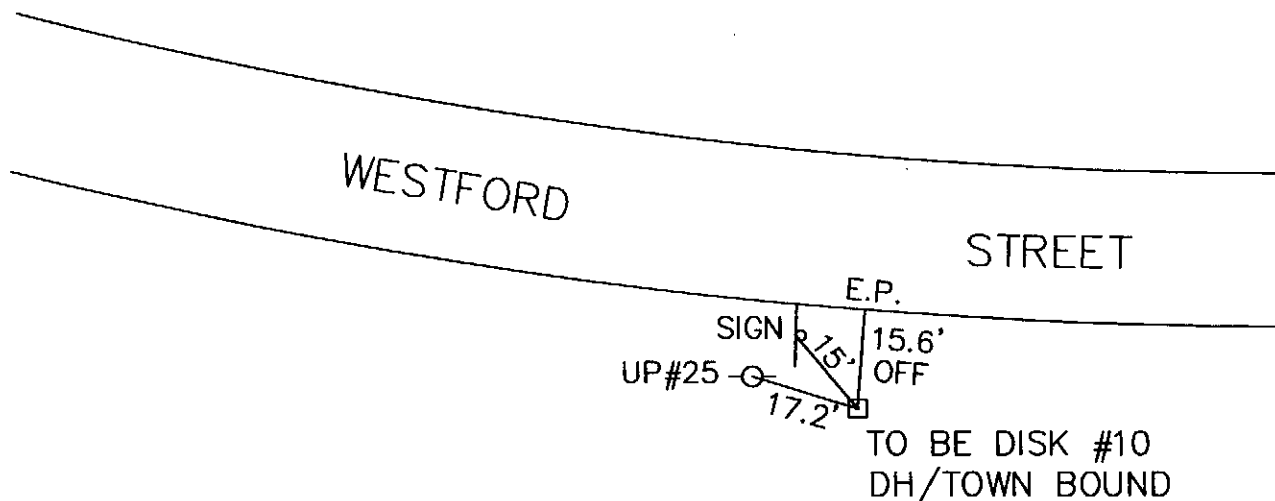 WESTFORD
STREET
E.P.
SIGN
15'
15.6'
OFF
UP#25
17.2'
TO BE DISK #10
DH/TOWN BOUND